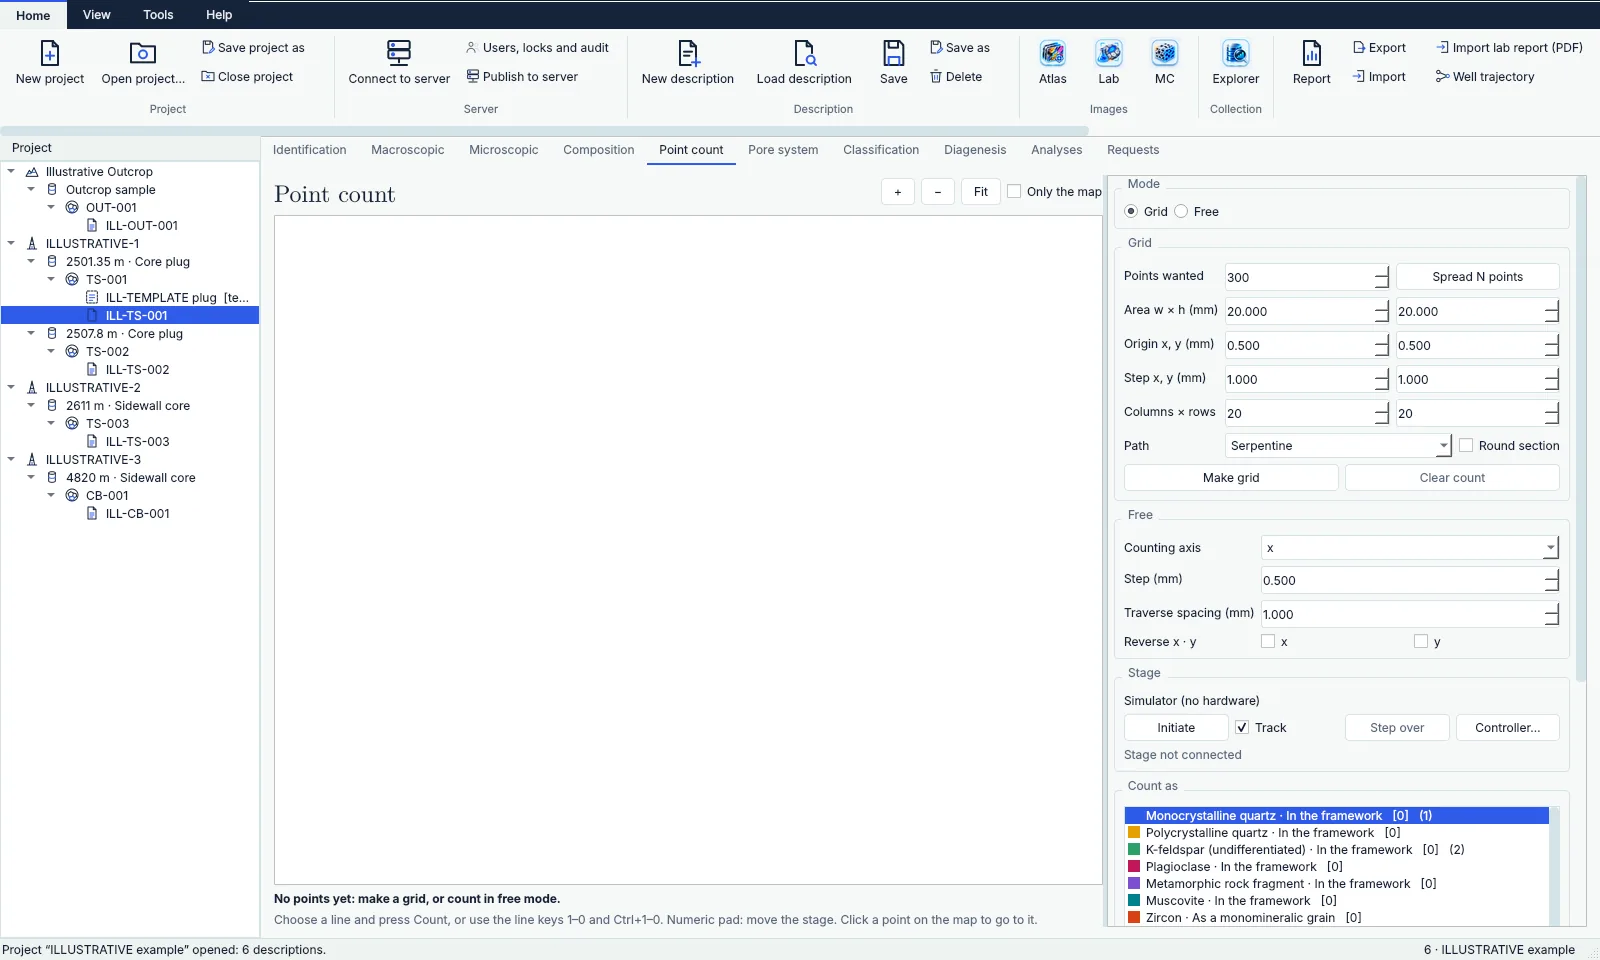 Home View Tools Help
New project Open project... Save project as Close project
Project
Connect to server Users, locks and audit Publish to server
Server
New description Load description Save Save as Delete
Description
Atlas Lab MC
Images
Explorer
Collection
Report Export Import Import lab report (PDF) Well trajectory
Project
Illustrative Outcrop
Outcrop sample
OUT-001
ILL-OUT-001
ILLUSTRATIVE-1
2501.35 m · Core plug
TS-001
ILL-TEMPLATE plug [te...
ILL-TS-001
2507.8 m · Core plug
TS-002
ILL-TS-002
ILLUSTRATIVE-2
2611 m · Sidewall core
TS-003
ILL-TS-003
ILLUSTRATIVE-3
4820 m · Sidewall core
CB-001
ILL-CB-001
Identification Macroscopic Microscopic Composition Point count Pore system Classification Diagenesis Analyses Requests
Point count
+ − Fit Only the map
No points yet: make a grid, or count in free mode.
Choose a line and press Count, or use the line keys 1–0 and Ctrl+1–0. Numeric pad: move the stage. Click a point on the map to go to it.
Mode
Grid Free
Grid
Points wanted 300 Spread N points
Area w × h (mm) 20.000 20.000
Origin x, y (mm) 0.500 0.500
Step x, y (mm) 1.000 1.000
Columns × rows 20 20
Path Serpentine Round section
Make grid Clear count
Free
Counting axis x
Step (mm) 0.500
Traverse spacing (mm) 1.000
Reverse x · y x y
Stage
Simulator (no hardware)
Initiate Track Step over Controller...
Stage not connected
Count as
Monocrystalline quartz · In the framework [0] (1)
Polycrystalline quartz · In the framework [0]
K-feldspar (undifferentiated) · In the framework [0] (2)
Plagioclase · In the framework [0]
Metamorphic rock fragment · In the framework [0]
Muscovite · In the framework [0]
Zircon · As a monomineralic grain [0]
Project “ILLUSTRATIVE example” opened: 6 descriptions.
6 · ILLUSTRATIVE example